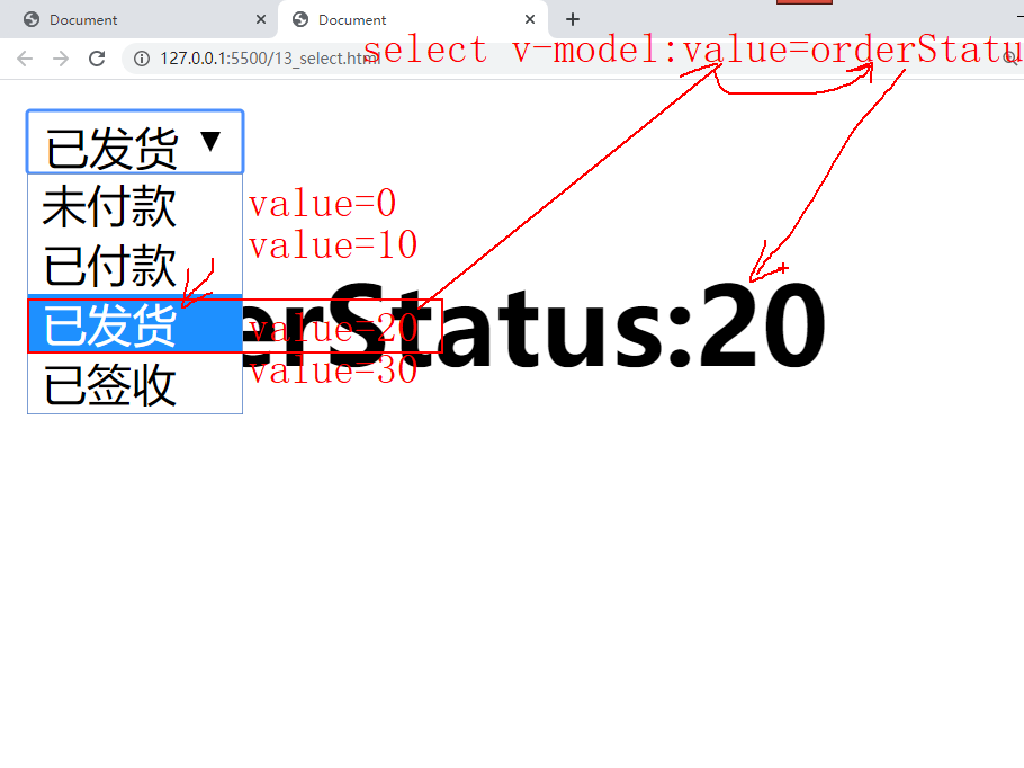 Document
Document
127.0.0.1:5500/13_select.html
select v-model:value=orderStatu
已发货
未付款 value=0
已付款 value=10
已发货 value=20
erStatus:20
已签收 value=30